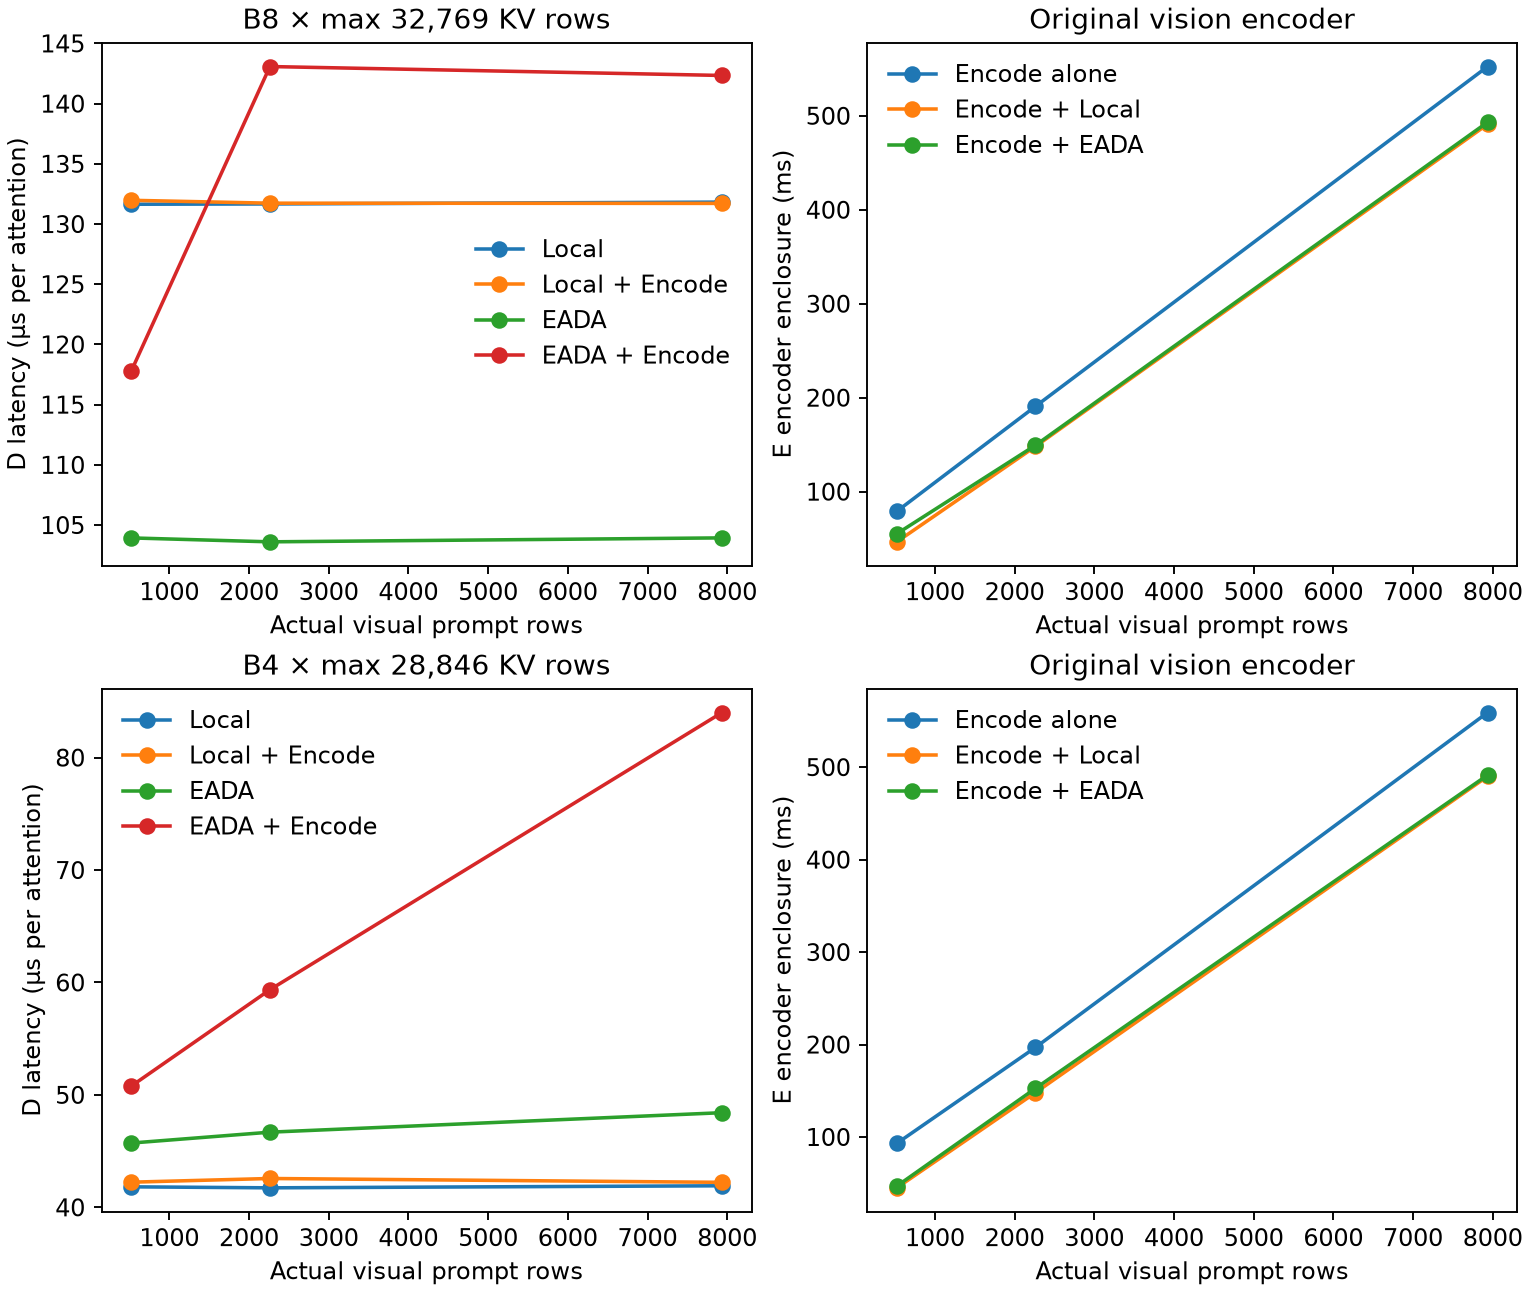 B8 × max 32,769 KV rows
145
140
135
130
125
120
115
110
105
D latency (μs per attention)
Local
Local + Encode
EADA
EADA + Encode
1000 2000 3000 4000 5000 6000 7000 8000
Actual visual prompt rows
Original vision encoder
500
400
300
200
100
E encoder enclosure (ms)
Encode alone
Encode + Local
Encode + EADA
1000 2000 3000 4000 5000 6000 7000 8000
Actual visual prompt rows
B4 × max 28,846 KV rows
80
70
60
50
40
D latency (μs per attention)
Local
Local + Encode
EADA
EADA + Encode
1000 2000 3000 4000 5000 6000 7000 8000
Actual visual prompt rows
Original vision encoder
500
400
300
200
100
E encoder enclosure (ms)
Encode alone
Encode + Local
Encode + EADA
1000 2000 3000 4000 5000 6000 7000 8000
Actual visual prompt rows